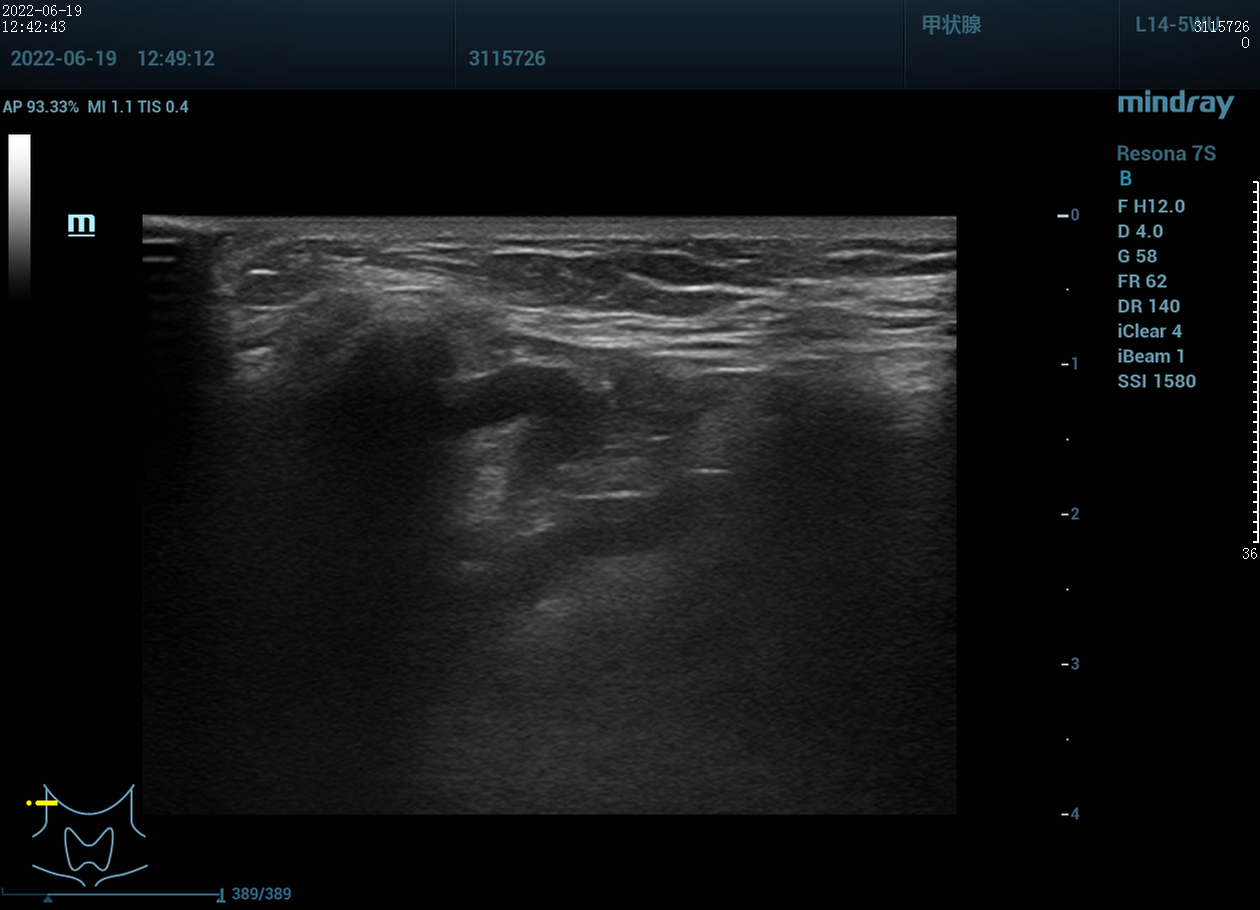 2022-06-19
12:42:43
甲状腺
3115726
0
2022-06-19 12:49:12
3115726
AP 93.33% MI 1.1 TIS 0.4
mindray
Resona 7S
B
F H12.0
D 4.0
G 58
FR 62
DR 140
iClear 4
iBeam 1
SSI 1580
m
0
1
2
3
4
36
389/389